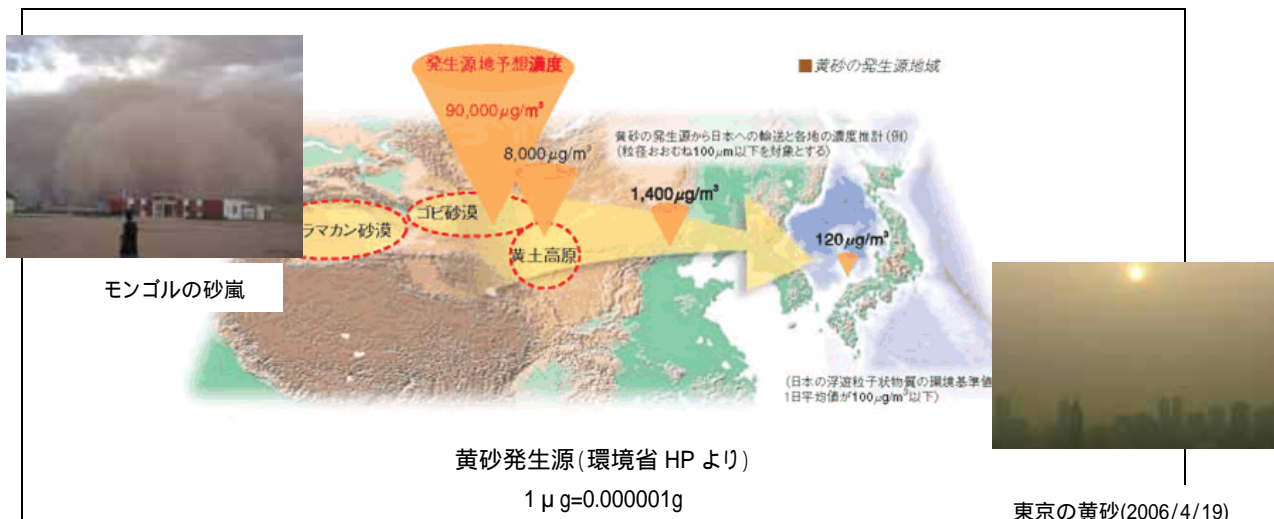 発生源地予想濃度
90,000μg/m³
■黄砂の発生源地域
黄砂の発生源から日本への輸送と各地の濃度推計(例)
(粒径おおむね100μm以下を対象とする)
8,000μg/m³
1,400μg/m³
120μg/m³
ゴビ砂漠
ラマカン砂漠
黄土高原
モンゴルの砂嵐
(日本の浮遊粒子状物質の環境基準値
1日平均値が100μg/m³以下)
黄砂発生源(環境省 HP より)
1μg=0.000001g
東京の黄砂(2006/4/19)